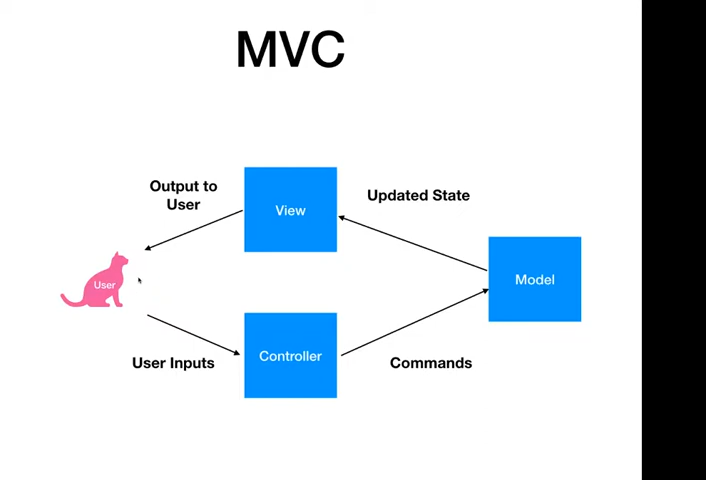 MVC
Output to
User
View
Updated State
User
Model
Controller
User Inputs
Commands